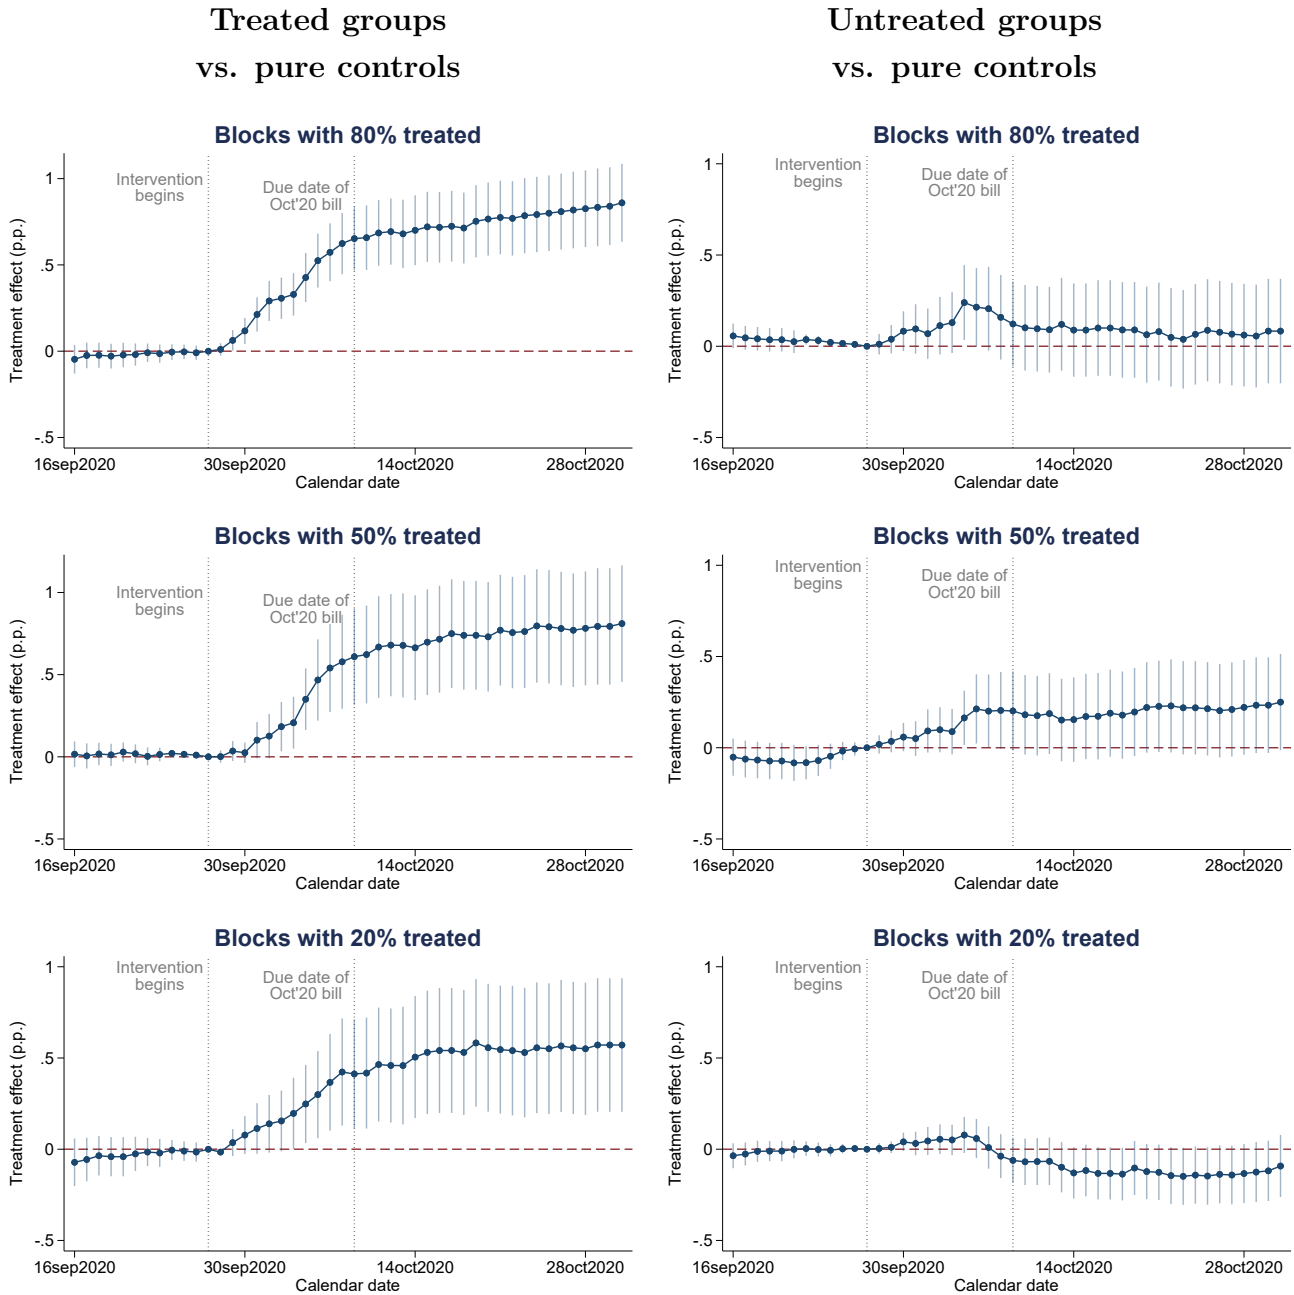 Treated groups
vs. pure controls
Untreated groups
vs. pure controls
Blocks with 80% treated
Treatment effect (p.p.)
1
.5
0
-.5
Intervention
begins
Due date of
Oct'20 bill
16sep2020 30sep2020 14oct2020 28oct2020
Calendar date
Blocks with 80% treated
Treatment effect (p.p.)
1
.5
0
-.5
Intervention
begins
Due date of
Oct'20 bill
16sep2020 30sep2020 14oct2020 28oct2020
Calendar date
Blocks with 50% treated
Treatment effect (p.p.)
1
.5
0
-.5
Intervention
begins
Due date of
Oct'20 bill
16sep2020 30sep2020 14oct2020 28oct2020
Calendar date
Blocks with 50% treated
Treatment effect (p.p.)
1
.5
0
-.5
Intervention
begins
Due date of
Oct'20 bill
16sep2020 30sep2020 14oct2020 28oct2020
Calendar date
Blocks with 20% treated
Treatment effect (p.p.)
1
.5
0
-.5
Intervention
begins
Due date of
Oct'20 bill
16sep2020 30sep2020 14oct2020 28oct2020
Calendar date
Blocks with 20% treated
Treatment effect (p.p.)
1
.5
0
-.5
Intervention
begins
Due date of
Oct'20 bill
16sep2020 30sep2020 14oct2020 28oct2020
Calendar date